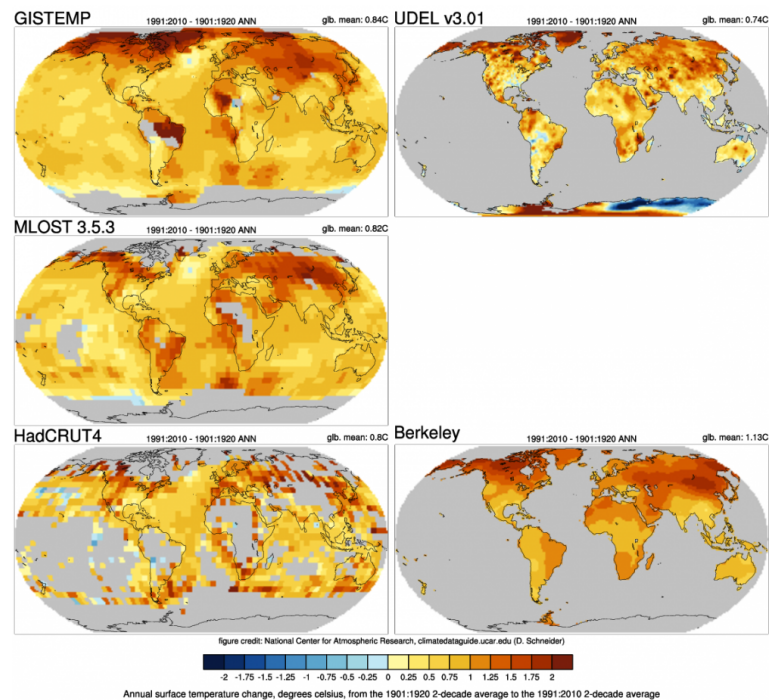 GISTEMP 1991:2010 - 1901:1920 ANN glb. mean: 0.84C
UDEL v3.01 1991:2010 - 1901:1920 ANN glb. mean: 0.74C
MLOST 3.5.3 1991:2010 - 1901:1920 ANN glb. mean: 0.82C
HadCRUT4 1991:2010 - 1901:1920 ANN glb. mean: 0.8C
Berkeley 1991:2010 - 1901:1920 ANN glb. mean: 1.13C
figure credit: National Center for Atmospheric Research, climatedataguide.ucar.edu (D. Schneider)
-2 -1.75 -1.5 -1.25 -1 -0.75 -0.5 -0.25 0 0.25 0.5 0.75 1 1.25 1.5 1.75 2
Annual surface temperature change, degrees celsius, from the 1901:1920 2-decade average to the 1991:2010 2-decade average